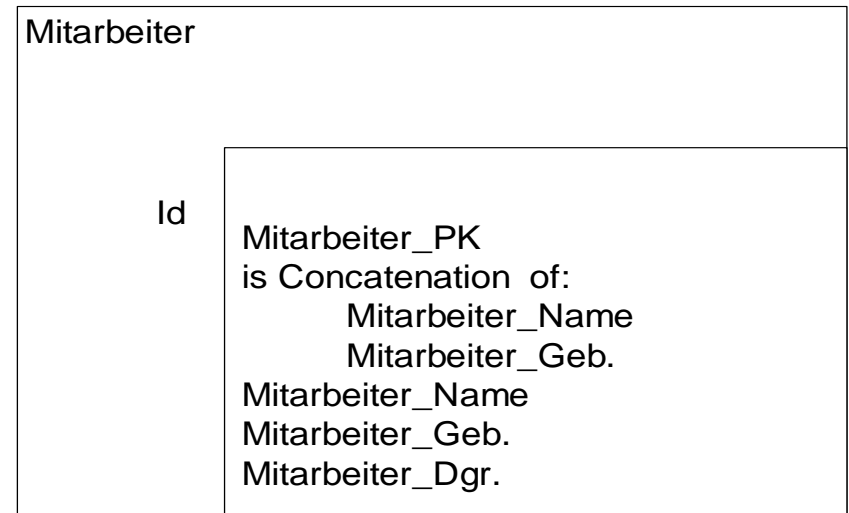 Mitarbeiter
Id
Mitarbeiter_PK
is Concatenation of:
Mitarbeiter_Name
Mitarbeiter_Geb.
Mitarbeiter_Name
Mitarbeiter_Geb.
Mitarbeiter_Dgr.